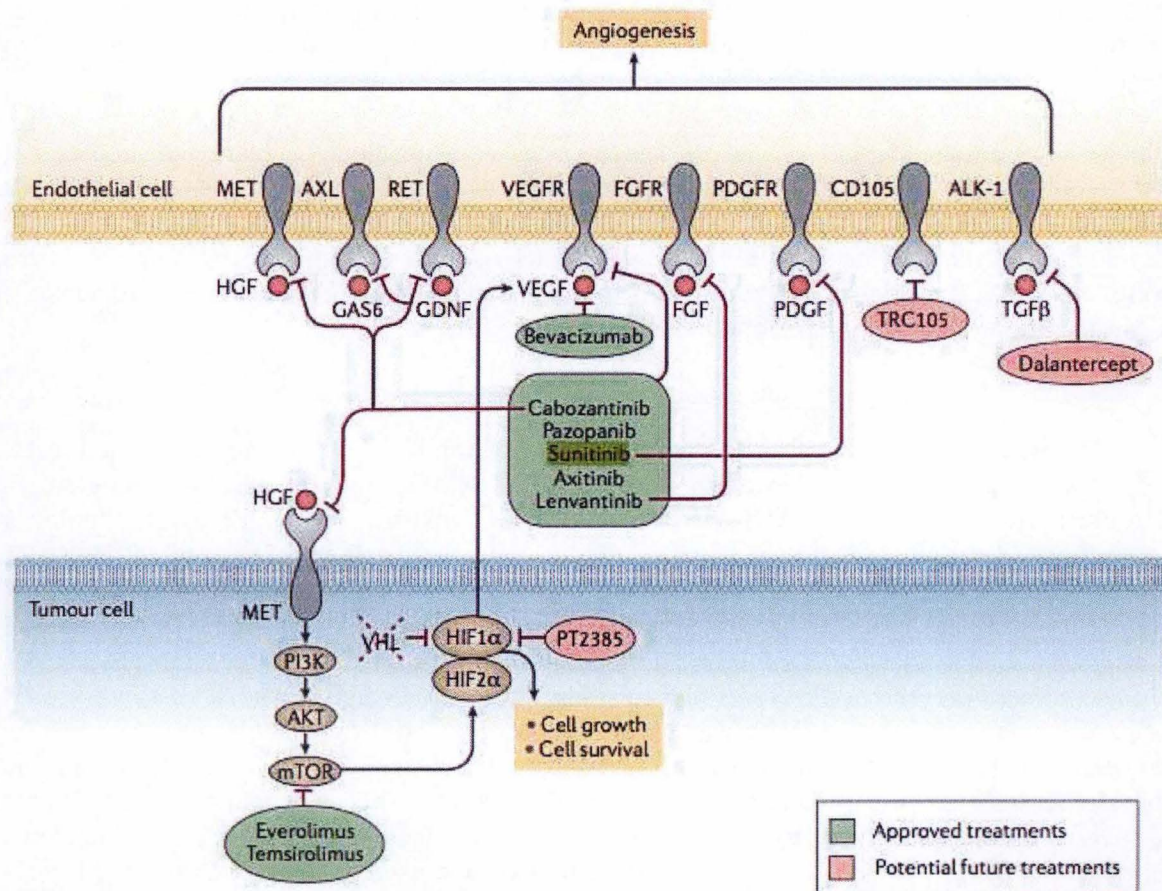 Angiogenesis
Endothelial cell
MET
AXL
RET
VEGFR
FGFR
PDGFR
CD105
ALK-1
HGF
GAS6
GDNF
VEGF
FGF
PDGF
TGFβ
Bevacizumab
TRC105
Dalantercept
Cabozantinib
Pazopanib
Sunitinib
Axitinib
Lenvantinib
HGF
Tumour cell
MET
VHL
HIF1α
PT2385
PI3K
HIF2α
AKT
• Cell growth
• Cell survival
mTOR
Everolimus
Temsirolimus
Approved treatments
Potential future treatments